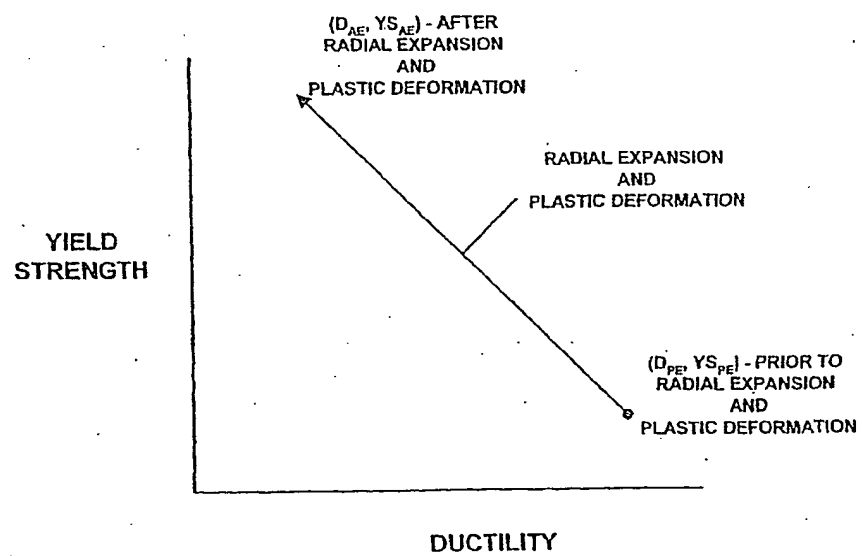 (D_AE, YS_AE) - AFTER
RADIAL EXPANSION
AND
PLASTIC DEFORMATION
RADIAL EXPANSION
AND
PLASTIC DEFORMATION
YIELD
STRENGTH
(D_PE, YS_PE) - PRIOR TO
RADIAL EXPANSION
AND
PLASTIC DEFORMATION
DUCTILITY